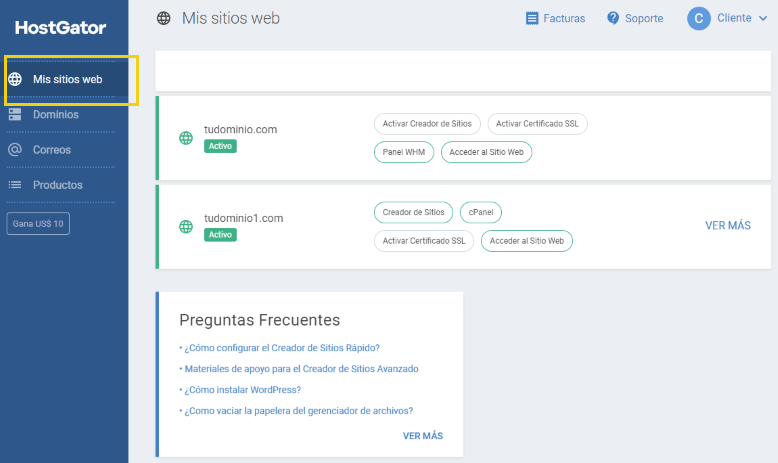 HostGator
Mis sitios web
Dominios
Correos
Productos
Gana US$ 10
Mis sitios web
Facturas
Soporte
C
Cliente
tudominio.com
Activo
Activar Creador de Sitios
Activar Certificado SSL
Panel WHM
Acceder al Sitio Web
tudominio1.com
Activo
Creador de Sitios
cPanel
Activar Certificado SSL
Acceder al Sitio Web
VER MÁS
Preguntas Frecuentes
• ¿Cómo configurar el Creador de Sitios Rápido?
• Materiales de apoyo para el Creador de Sitios Avanzado
• ¿Cómo instalar WordPress?
• ¿Como vaciar la papelera del gerenciador de archivos?
VER MÁS